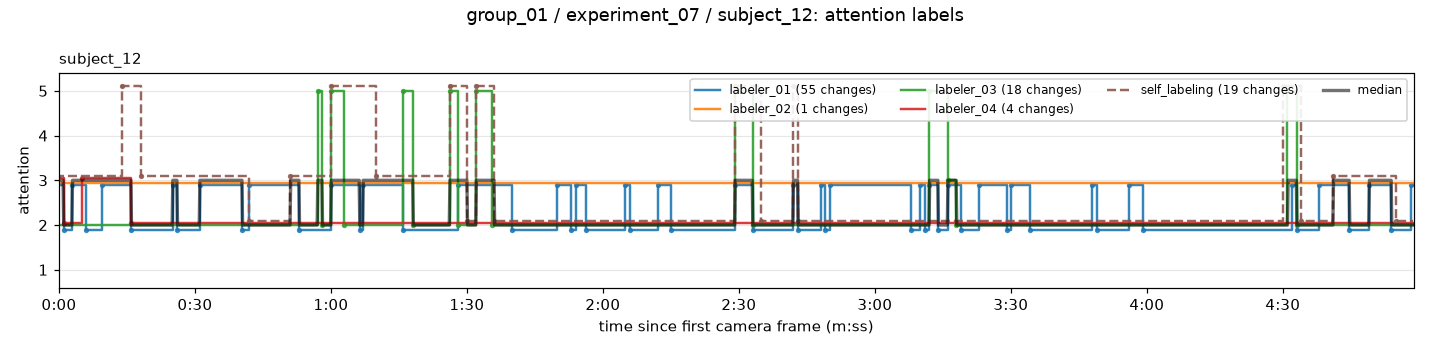 group_01 / experiment_07 / subject_12: attention labels
subject_12
labeler_01 (55 changes)
labeler_02 (1 changes)
labeler_03 (18 changes)
labeler_04 (4 changes)
self_labeling (19 changes)
median
attention
5
4
3
2
1
0:00 0:30 1:00 1:30 2:00 2:30 3:00 3:30 4:00 4:30
time since first camera frame (m:ss)